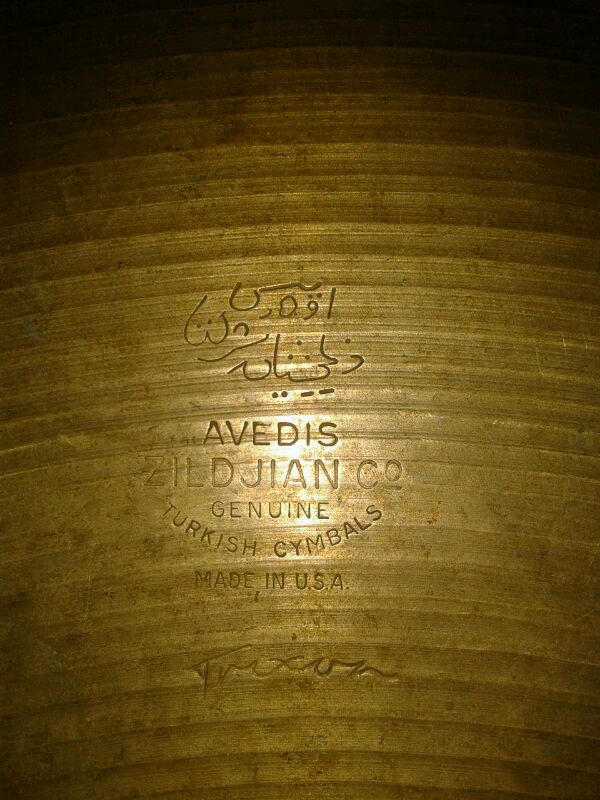 AVEDIS
ZILDJIAN CO
GENUINE
TURKISH CYMBALS
MADE IN U.S.A.
Trixon